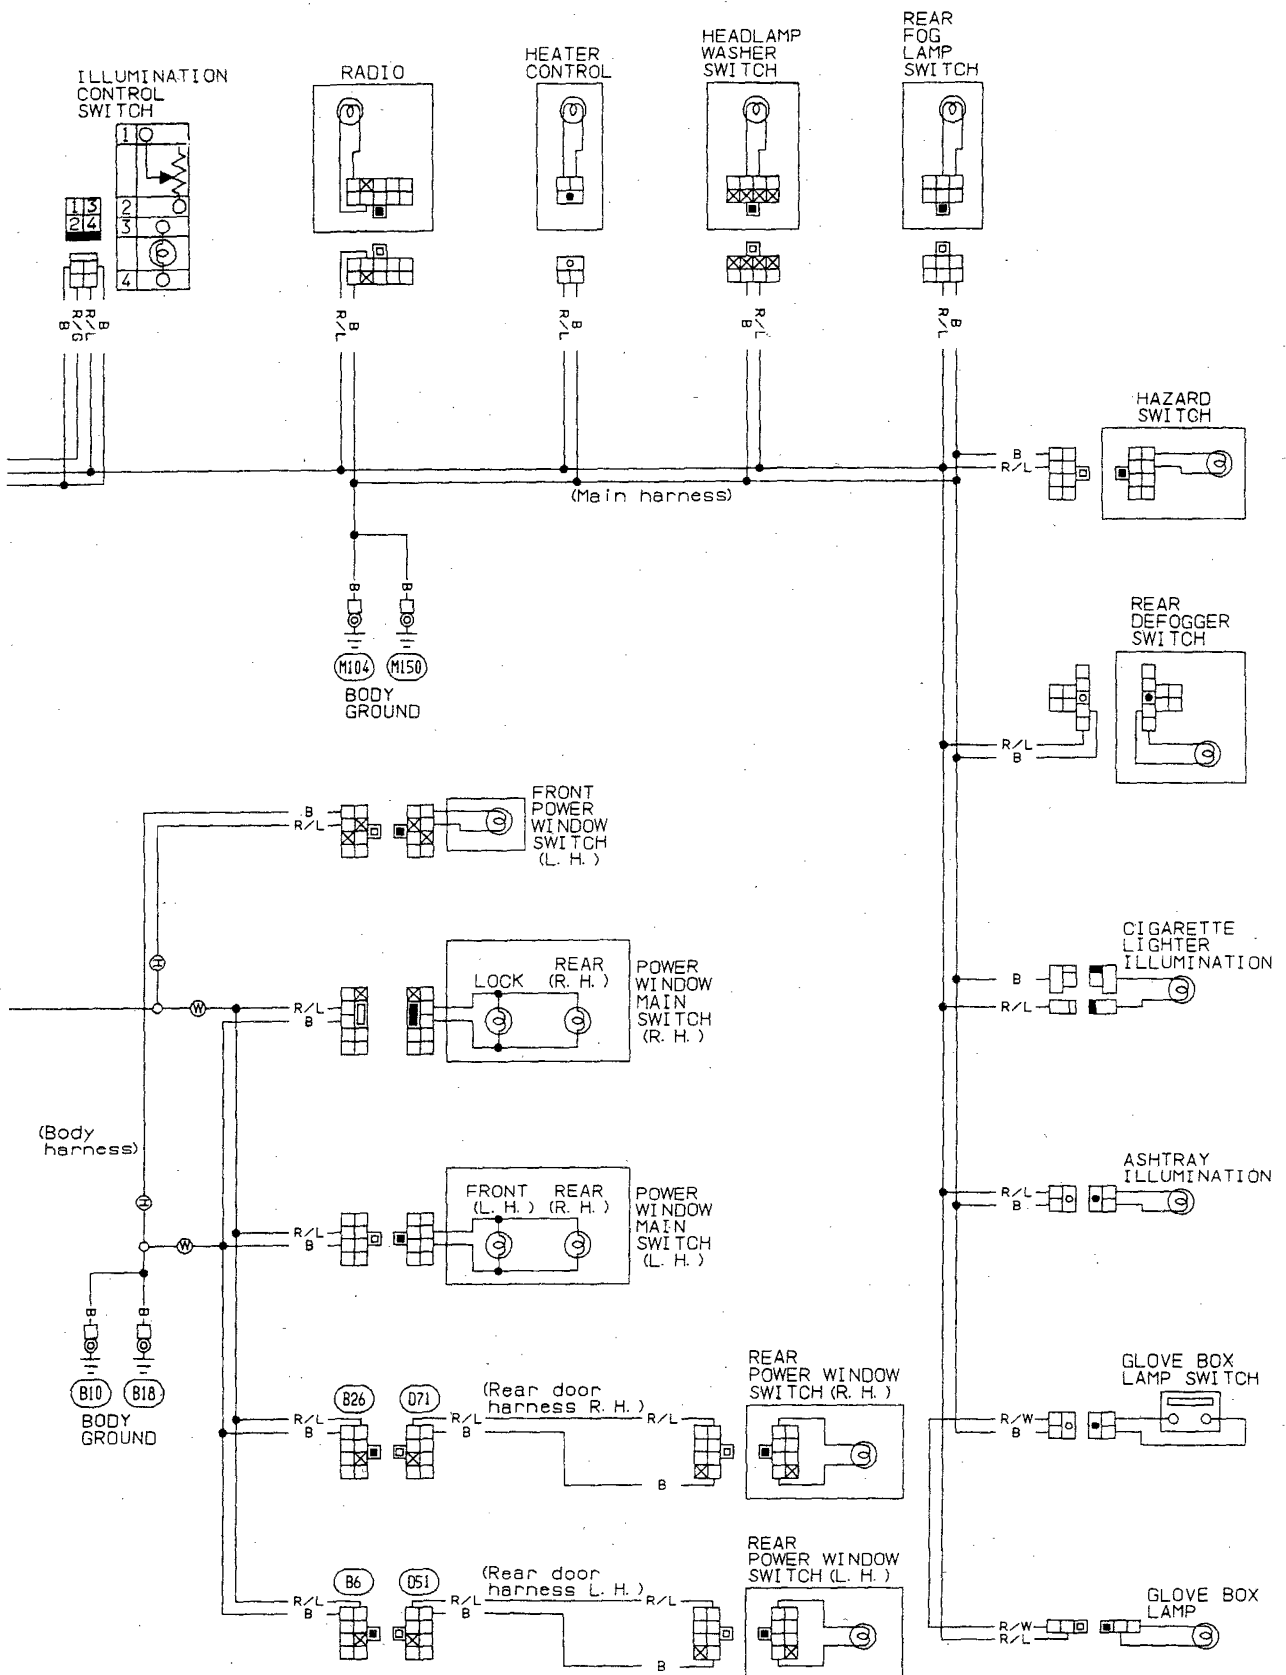 ILLUMINATION
CONTROL
SWITCH
RADIO
HEATER
CONTROL
HEADLAMP
WASHER
SWITCH
REAR
FOG
LAMP
SWITCH
1
2
3
4
1 3
2 4
B
R/G
R/L
B
R/L
B
R/L
B
B
R/L
R/L
B
HAZARD
SWITCH
B
R/L
(Main harness)
B
B
M104
M150
BODY
GROUND
REAR
DEFOGGER
SWITCH
R/L
B
FRONT
POWER
WINDOW
SWITCH
(L. H.)
B
R/L
H
W
LOCK
REAR
(R. H.)
POWER
WINDOW
MAIN
SWITCH
(R. H.)
R/L
B
CIGARETTE
LIGHTER
ILLUMINATION
B
R/L
(Body
harness)
H
W
FRONT
(L. H.)
REAR
(R. H.)
POWER
WINDOW
MAIN
SWITCH
(L. H.)
R/L
B
ASHTRAY
ILLUMINATION
R/L
B
B
B
B10
B18
BODY
GROUND
B26
D71
R/L
B
R/L
B
(Rear door
harness R. H.)
R/L
B
REAR
POWER WINDOW
SWITCH (R. H.)
GLOVE BOX
LAMP SWITCH
R/W
B
B6
D51
R/L
B
R/L
B
(Rear door
harness L. H.)
R/L
B
REAR
POWER WINDOW
SWITCH (L. H.)
GLOVE BOX
LAMP
R/W
R/L